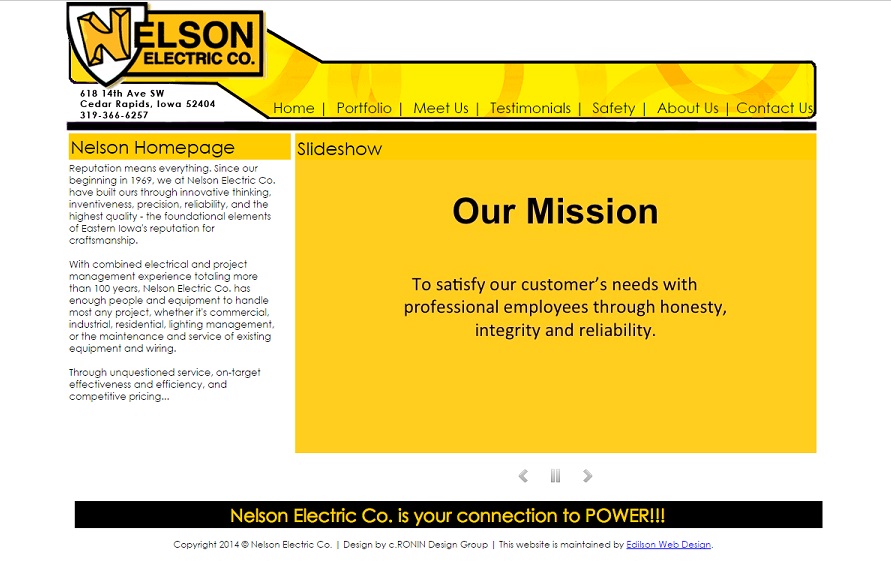 NELSON
ELECTRIC CO.
618 14th Ave SW
Cedar Rapids, Iowa 52404
319-366-6257
Home | Portfolio | Meet Us | Testimonials | Safety | About Us | Contact Us
Nelson Homepage
Reputation means everything. Since our
beginning in 1969, we at Nelson Electric Co.
have built ours through innovative thinking,
inventiveness, precision, reliability, and the
highest quality - the foundational elements
of Eastern Iowa's reputation for
craftsmanship.
With combined electrical and project
management experience totaling more
than 100 years, Nelson Electric Co. has
enough people and equipment to handle
most any project, whether it's commercial,
industrial, residential, lighting management,
or the maintenance and service of existing
equipment and wiring.
Through unquestioned service, on-target
effectiveness and efficiency, and
competitive pricing...
Slideshow
Our Mission
To satisfy our customer's needs with
professional employees through honesty,
integrity and reliability.
Nelson Electric Co. is your connection to POWER!!!
Copyright 2014 © Nelson Electric Co. | Design by c.RONIN Design Group | This website is maintained by Edilson Web Design.